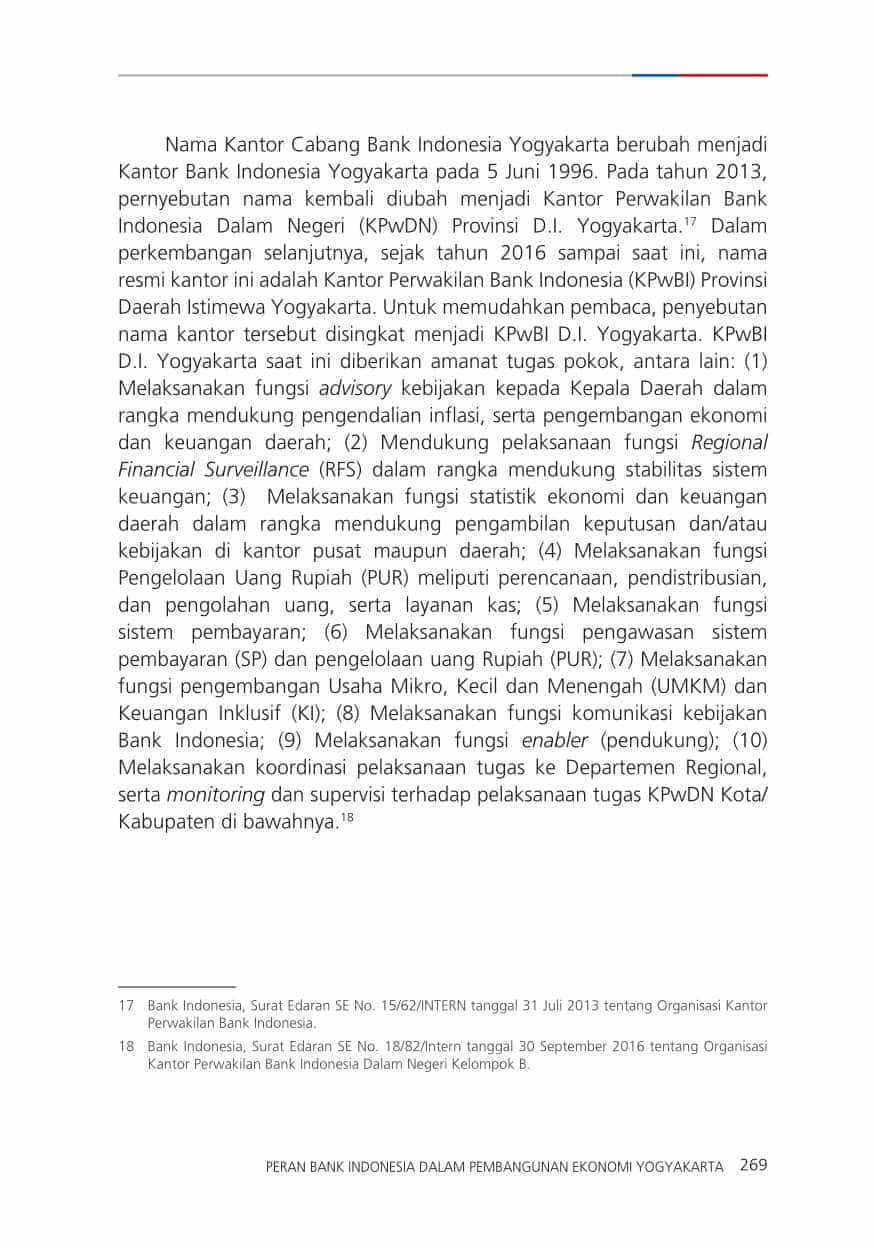 Nama Kantor Cabang Bank Indonesia Yogyakarta berubah menjadi
Kantor Bank Indonesia Yogyakarta pada 5 Juni 1996. Pada tahun 2013,
pernyebutan nama kembali diubah menjadi Kantor Perwakilan Bank
Indonesia Dalam Negeri (KPwDN) Provinsi D.I. Yogyakarta.17 Dalam
perkembangan selanjutnya, sejak tahun 2016 sampai saat ini, nama
resmi kantor ini adalah Kantor Perwakilan Bank Indonesia (KPwBI) Provinsi
Daerah Istimewa Yogyakarta. Untuk memudahkan pembaca, penyebutan
nama kantor tersebut disingkat menjadi KPwBI D.I. Yogyakarta. KPwBI
D.I. Yogyakarta saat ini diberikan amanat tugas pokok, antara lain: (1)
Melaksanakan fungsi advisory kebijakan kepada Kepala Daerah dalam
rangka mendukung pengendalian inflasi, serta pengembangan ekonomi
dan keuangan daerah; (2) Mendukung pelaksanaan fungsi Regional
Financial Surveillance (RFS) dalam rangka mendukung stabilitas sistem
keuangan; (3) Melaksanakan fungsi statistik ekonomi dan keuangan
daerah dalam rangka mendukung pengambilan keputusan dan/atau
kebijakan di kantor pusat maupun daerah; (4) Melaksanakan fungsi
Pengelolaan Uang Rupiah (PUR) meliputi perencanaan, pendistribusian,
dan pengolahan uang, serta layanan kas; (5) Melaksanakan fungsi
sistem pembayaran; (6) Melaksanakan fungsi pengawasan sistem
pembayaran (SP) dan pengelolaan uang Rupiah (PUR); (7) Melaksanakan
fungsi pengembangan Usaha Mikro, Kecil dan Menengah (UMKM) dan
Keuangan Inklusif (KI); (8) Melaksanakan fungsi komunikasi kebijakan
Bank Indonesia; (9) Melaksanakan fungsi enabler (pendukung); (10)
Melaksanakan koordinasi pelaksanaan tugas ke Departemen Regional,
serta monitoring dan supervisi terhadap pelaksanaan tugas KPwDN Kota/
Kabupaten di bawahnya.18
17 Bank Indonesia, Surat Edaran SE No. 15/62/INTERN tanggal 31 Juli 2013 tentang Organisasi Kantor
Perwakilan Bank Indonesia.
18 Bank Indonesia, Surat Edaran SE No. 18/82/Intern tanggal 30 September 2016 tentang Organisasi
Kantor Perwakilan Bank Indonesia Dalam Negeri Kelompok B.
PERAN BANK INDONESIA DALAM PEMBANGUNAN EKONOMI YOGYAKARTA 269